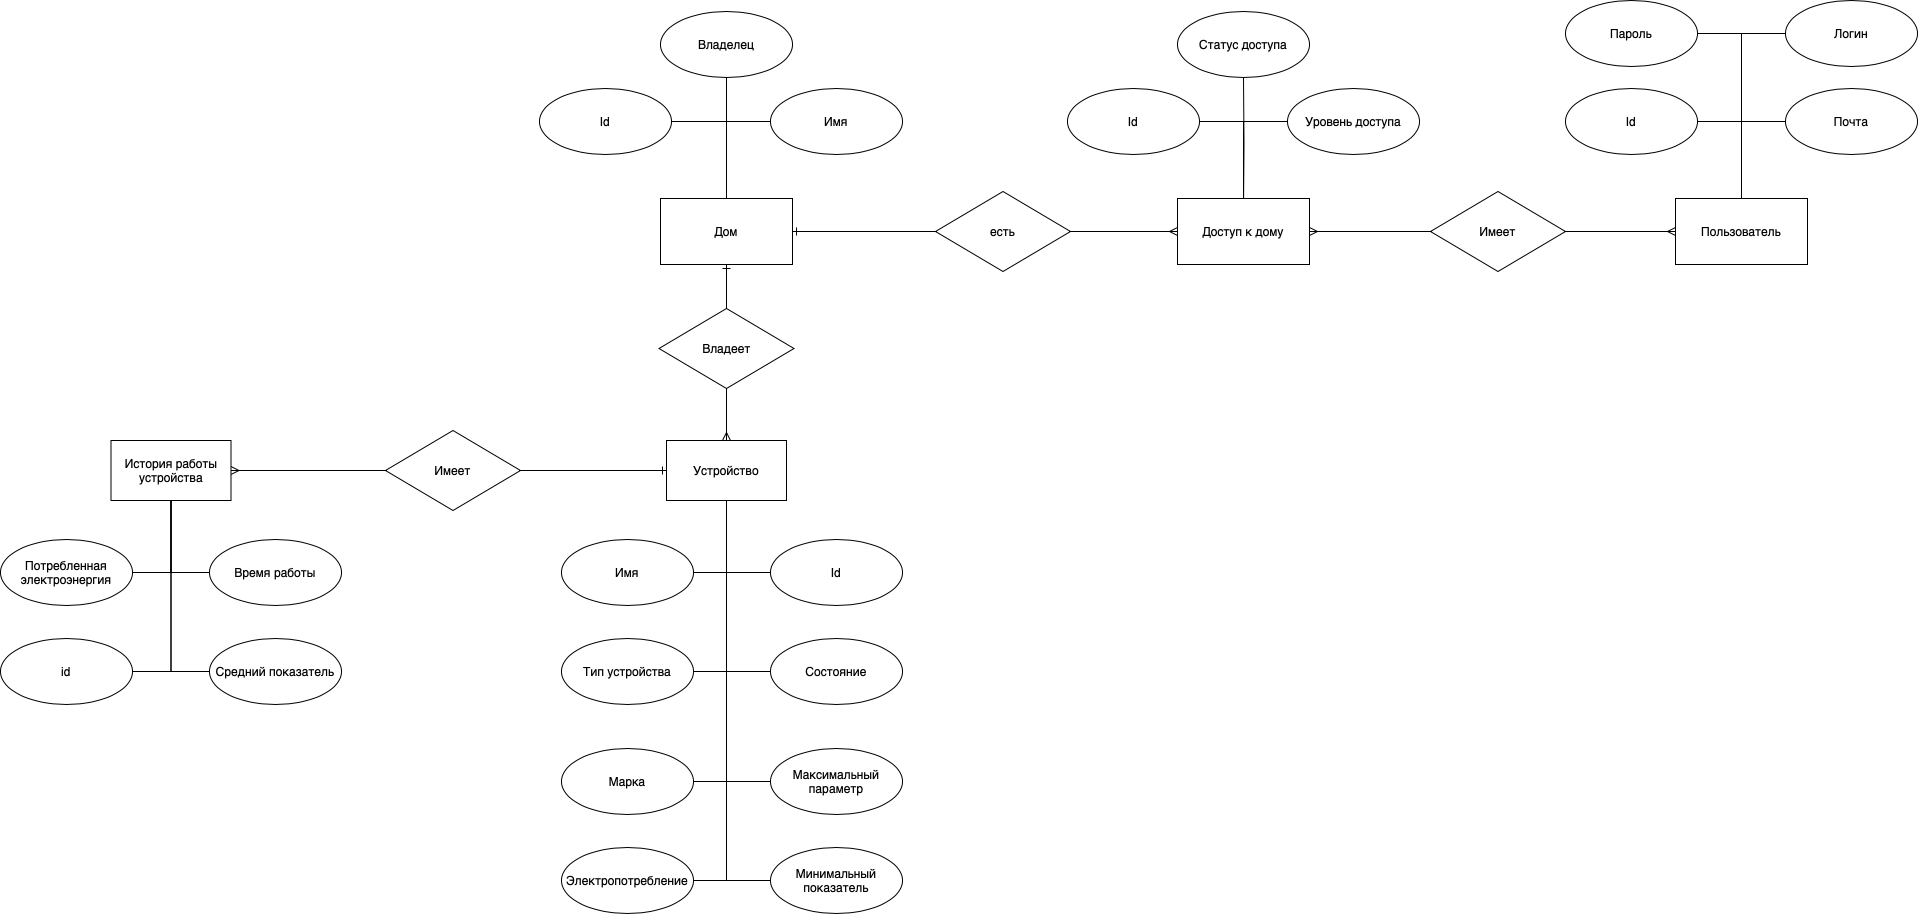 Владелец
Статус доступа
Пароль
Логин
Id
Имя
Id
Уровень доступа
Id
Почта
Дом
есть
Доступ к дому
Имеет
Пользователь
Владеет
История работы
устройства
Имеет
Устройство
Потребленная
электроэнергия
Время работы
Имя
Id
id
Средний показатель
Тип устройства
Состояние
Марка
Максимальный
параметр
Электропотребление
Минимальный
показатель